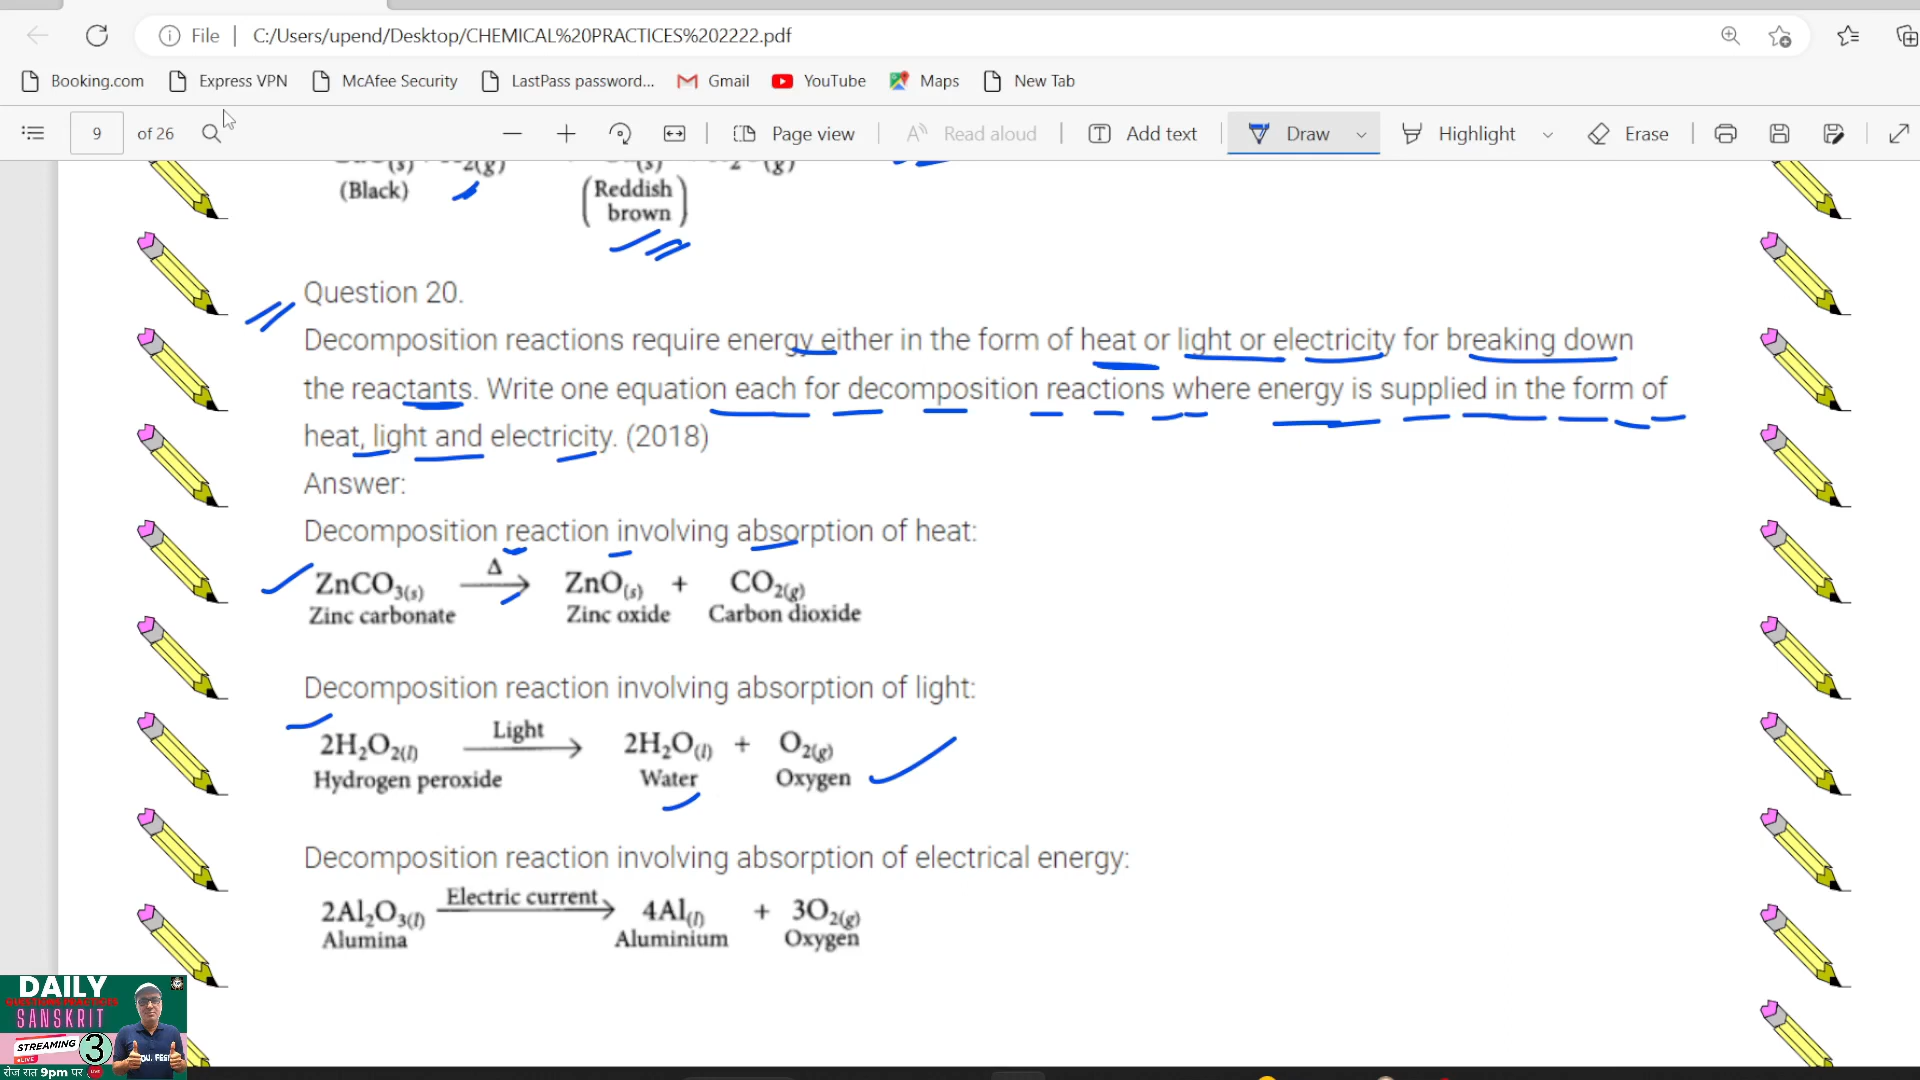 File
C:/Users/upend/Desktop/CHEMICAL%20PRACTICES%202222.pdf
Booking.com
Express VPN
McAfee Security
LastPass password...
Gmail
YouTube
Maps
New Tab
9 of 26
Page view
Read aloud
Add text
Draw
Highlight
Erase
(s) 2(g) (s) (g)
(Black)
(Reddish
brown)
Question 20.
Decomposition reactions require energy either in the form of heat or light or electricity for breaking down
the reactants. Write one equation each for decomposition reactions where energy is supplied in the form of
heat, light and electricity. (2018)
Answer:
Decomposition reaction involving absorption of heat:
Δ
ZnCO₃(s) → ZnO(s) + CO₂(g)
Zinc carbonate Zinc oxide Carbon dioxide
Decomposition reaction involving absorption of light:
Light
2H₂O₂(l) → 2H₂O(l) + O₂(g)
Hydrogen peroxide Water Oxygen
Decomposition reaction involving absorption of electrical energy:
Electric current
2Al₂O₃(l) → 4Al(l) + 3O₂(g)
Alumina Aluminium Oxygen
DAILY
QUESTIONS PRACTICES
SANSKRIT
STREAMING 3
LIVE
रोज रात 9pm पर LIVE